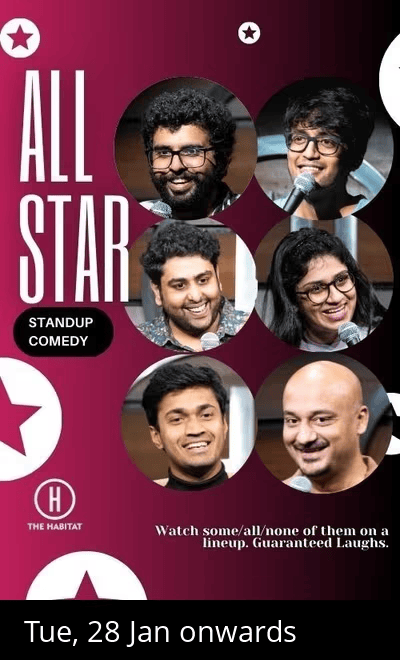 ALL
STAR
STANDUP
COMEDY
H
THE HABITAT
Watch some/all/none of them on a
lineup. Guaranteed Laughs.
Tue, 28 Jan onwards